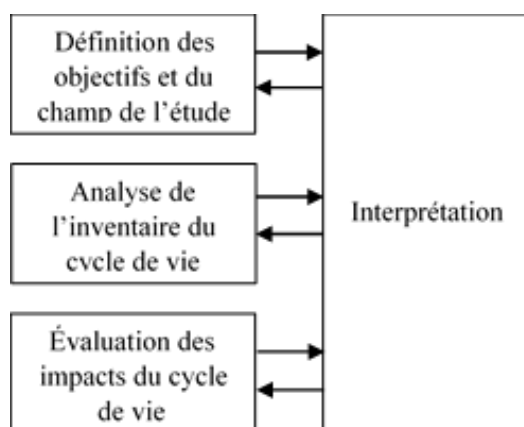 Définition des
objectifs et du
champ de l'étude
Analyse de
l'inventaire du
cycle de vie
Interprétation
Évaluation des
impacts du cycle
de vie